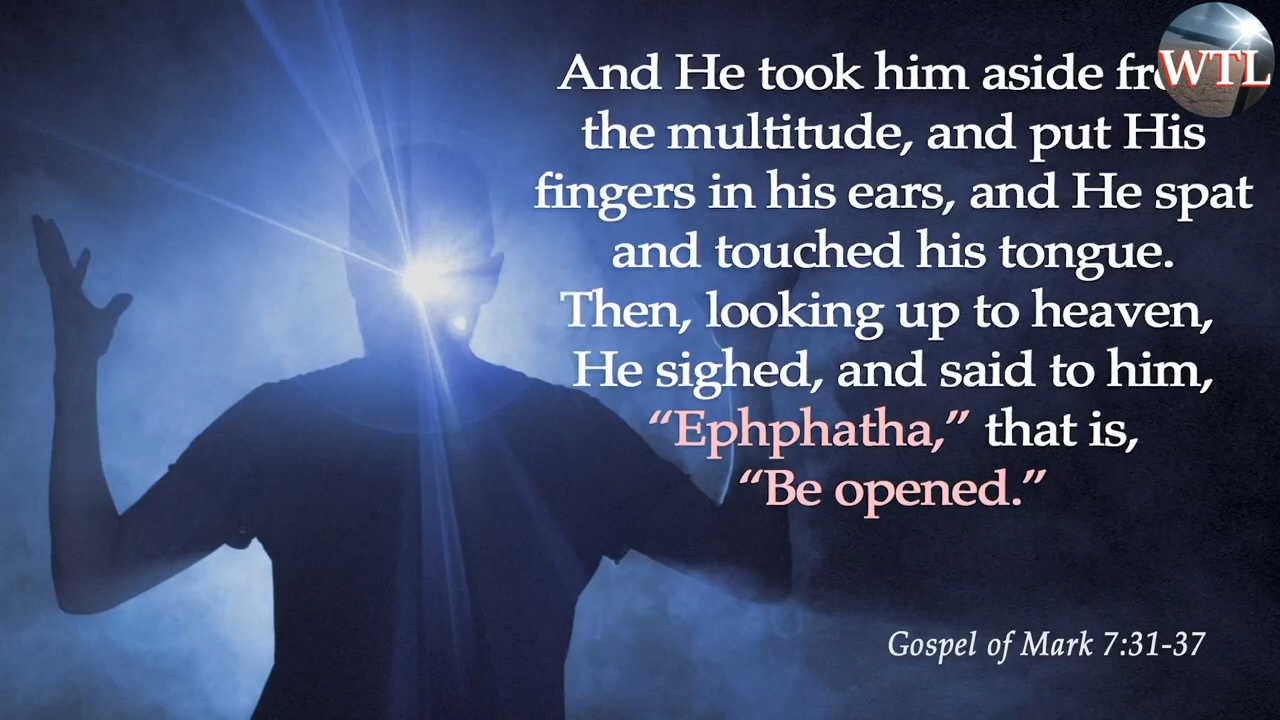 And He took him aside
WTL
the multitude, and put His
fingers in his ears, and He spat
and touched his tongue.
Then, looking up to heaven,
He sighed, and said to him,
“Ephphatha,” that is,
“Be opened.”
Gospel of Mark 7:31-37